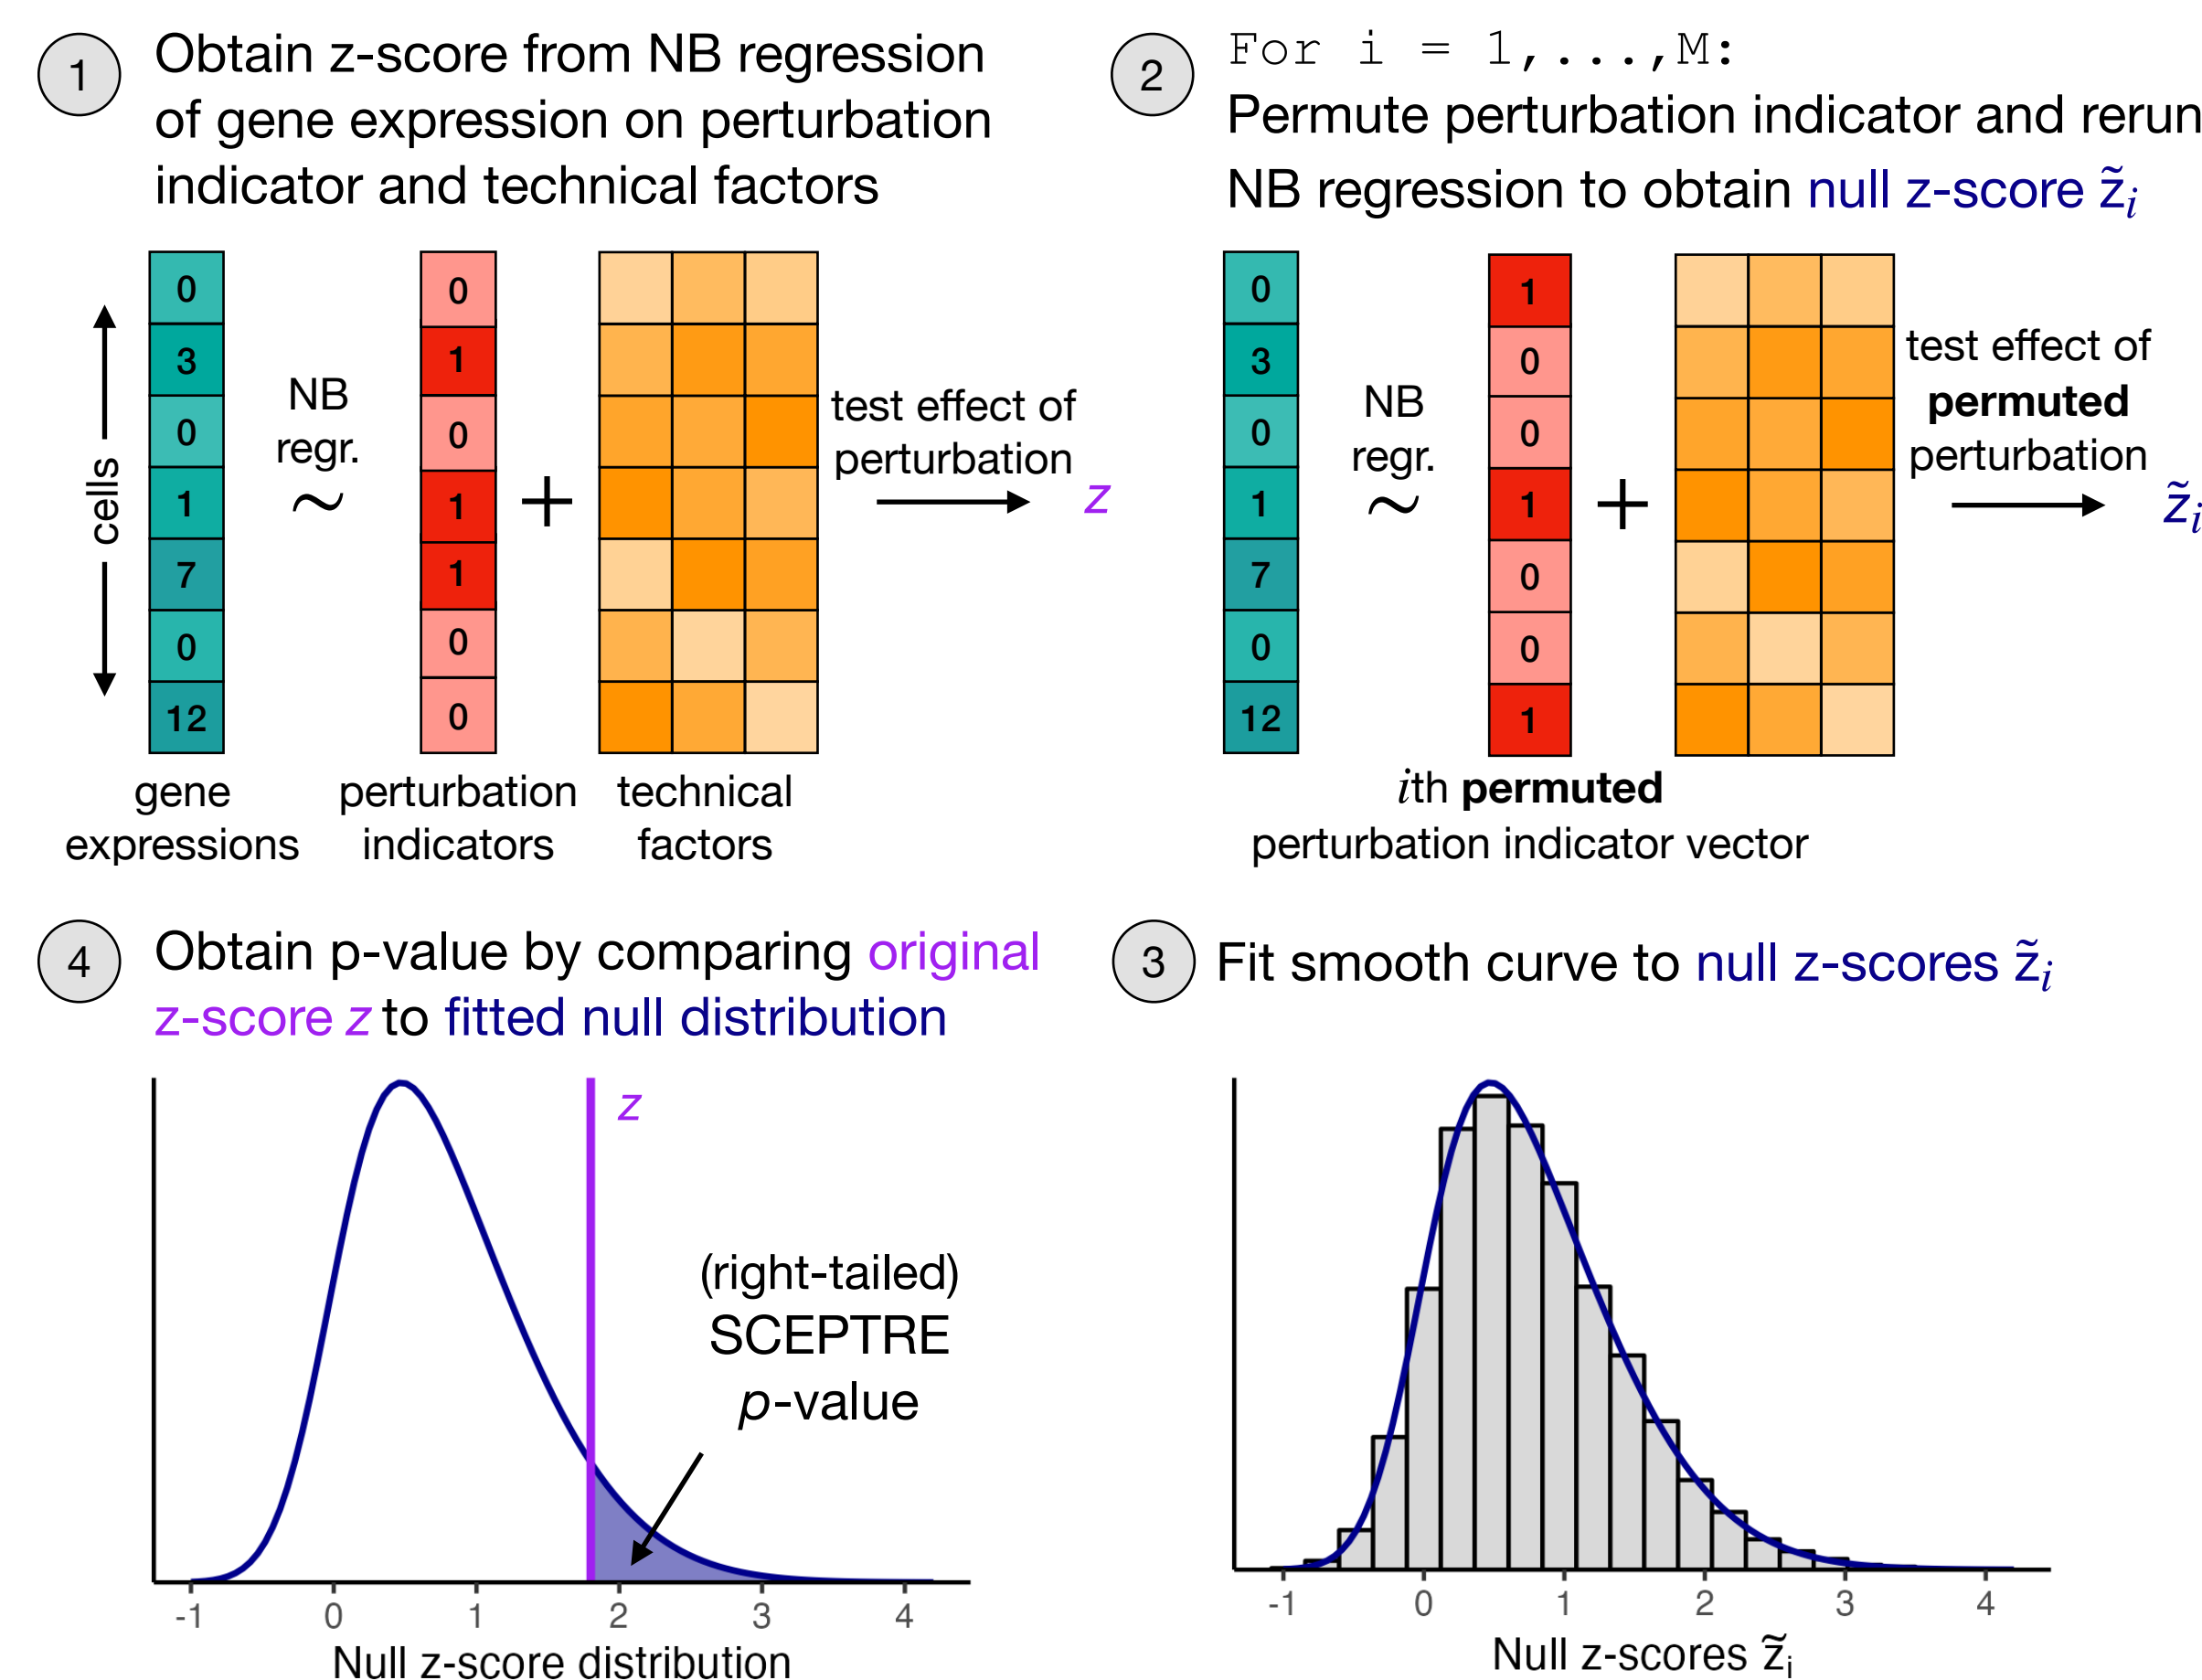 1
Obtain z-score from NB regression
of gene expression on perturbation
indicator and technical factors
cells
0
3
0
1
7
0
12
NB
regr.
~
0
1
0
1
1
0
0
+
test effect of
perturbation
z
gene
expressions
perturbation
indicators
technical
factors
2
For i = 1,...,M:
Permute perturbation indicator and rerun
NB regression to obtain null z-score z̃ᵢ
0
3
0
1
7
0
12
NB
regr.
~
1
0
0
1
0
0
1
+
test effect of
permuted
perturbation
z̃ᵢ
ith permuted
perturbation indicator vector
4
Obtain p-value by comparing original
z-score z to fitted null distribution
z
(right-tailed)
SCEPTRE
p-value
-1 0 1 2 3 4
Null z-score distribution
3
Fit smooth curve to null z-scores z̃ᵢ
-1 0 1 2 3 4
Null z-scores z̃ᵢ